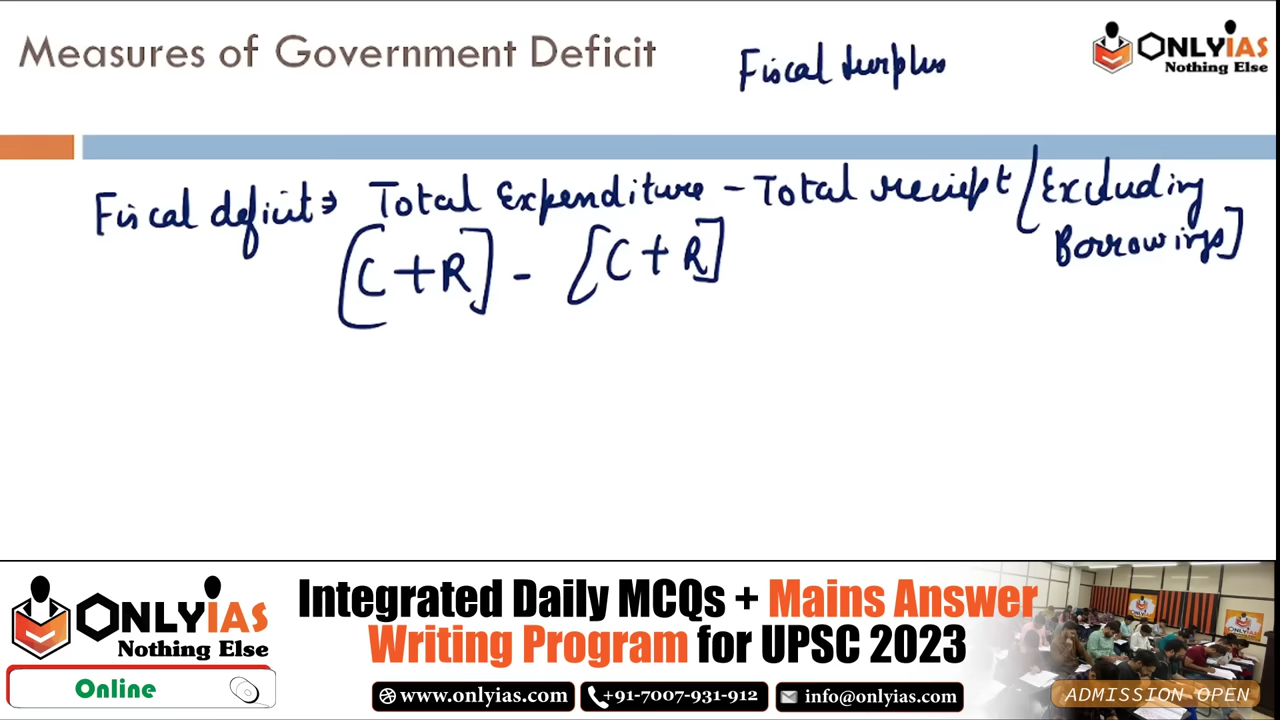 Measures of Government Deficit
Fiscal surplus
ONLYIAS
Nothing Else
Fiscal deficit ⇒ Total Expenditure - Total reciept [Excluding
Borrowings]
[C + R] - [C + R]
ONLYIAS
Nothing Else
Online
Integrated Daily MCQs + Mains Answer
Writing Program for UPSC 2023
www.onlyias.com
+91-7007-931-912
info@onlyias.com
ADMISSION OPEN